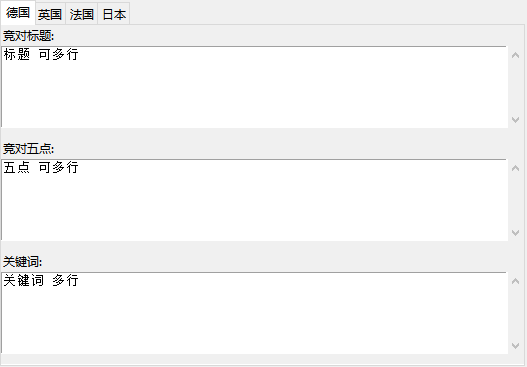 德国 英国 法国 日本
竞对标题:
标题 可多行
竞对五点:
五点 可多行
关键词:
关键词 多行